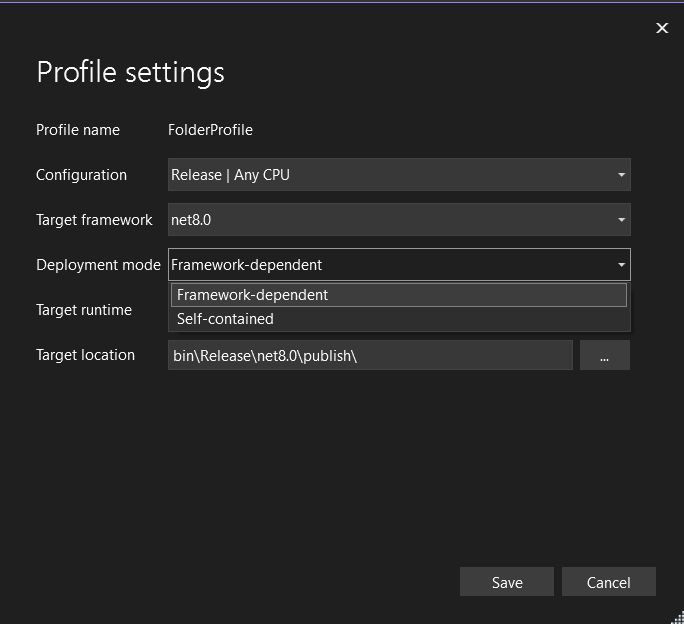 Profile settings
Profile name FolderProfile
Configuration Release | Any CPU
Target framework net8.0
Deployment mode Framework-dependent
Framework-dependent
Target runtime
Self-contained
Target location bin\Release\net8.0\publish\ ...
Save Cancel